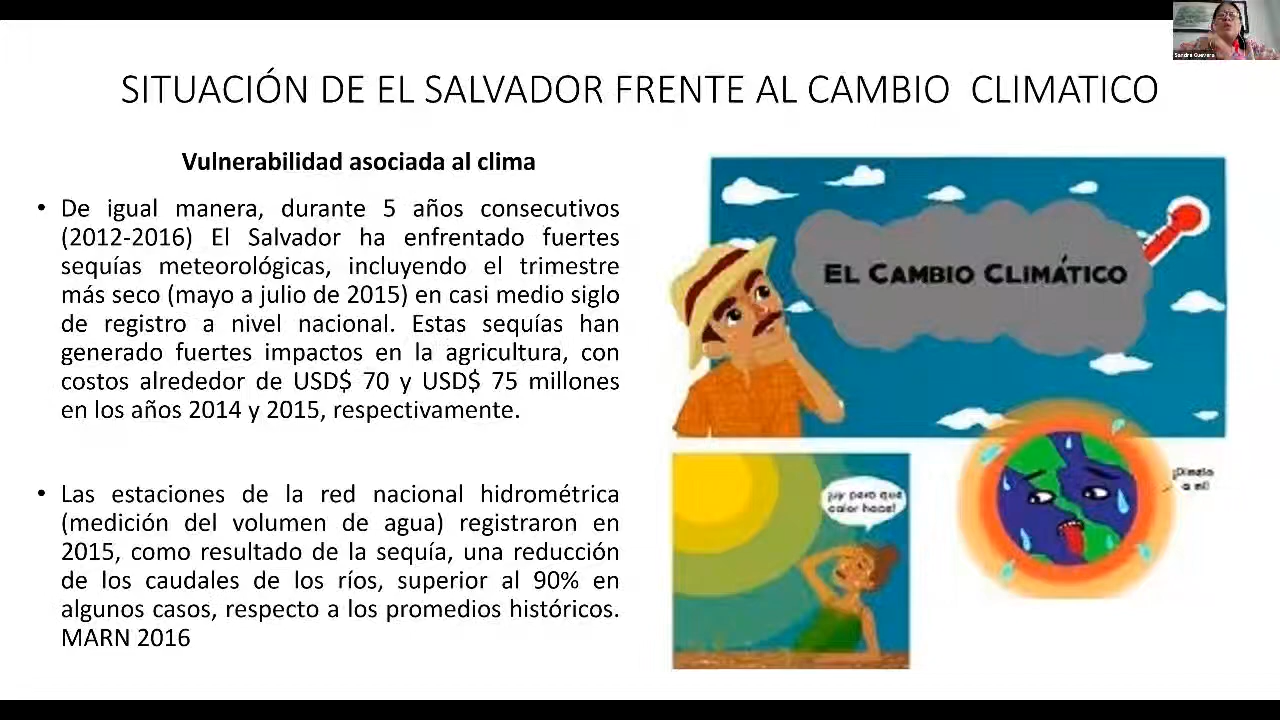 SITUACIÓN DE EL SALVADOR FRENTE AL CAMBIO CLIMATICO
Vulnerabilidad asociada al clima
• De igual manera, durante 5 años consecutivos
(2012-2016) El Salvador ha enfrentado fuertes
sequías meteorológicas, incluyendo el trimestre
más seco (mayo a julio de 2015) en casi medio siglo
de registro a nivel nacional. Estas sequías han
generado fuertes impactos en la agricultura, con
costos alrededor de USD$ 70 y USD$ 75 millones
en los años 2014 y 2015, respectivamente.
• Las estaciones de la red nacional hidrométrica
(medición del volumen de agua) registraron en
2015, como resultado de la sequía, una reducción
de los caudales de los ríos, superior al 90% en
algunos casos, respecto a los promedios históricos.
MARN 2016
EL CAMBIO CLIMÁTICO
¡uy pero que
calor hace!
¡Dímelo
a mí!
Sandra Guevara